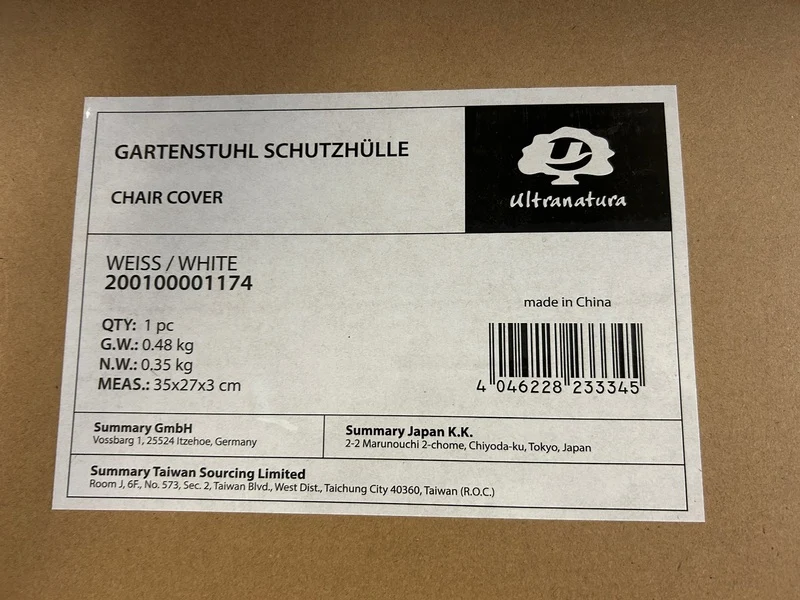 GARTENSTUHL SCHUTZHÜLLE
CHAIR COVER
Ultranatura
WEISS / WHITE
200100001174
QTY: 1 pc
G.W.: 0.48 kg
N.W.: 0.35 kg
MEAS.: 35x27x3 cm
made in China
4 046228 233345
Summary GmbH
Vossbarg 1, 25524 Itzehoe, Germany
Summary Japan K.K.
2-2 Marunouchi 2-chome, Chiyoda-ku, Tokyo, Japan
Summary Taiwan Sourcing Limited
Room J, 6F., No. 573, Sec. 2, Taiwan Blvd., West Dist., Taichung City 40360, Taiwan (R.O.C.)